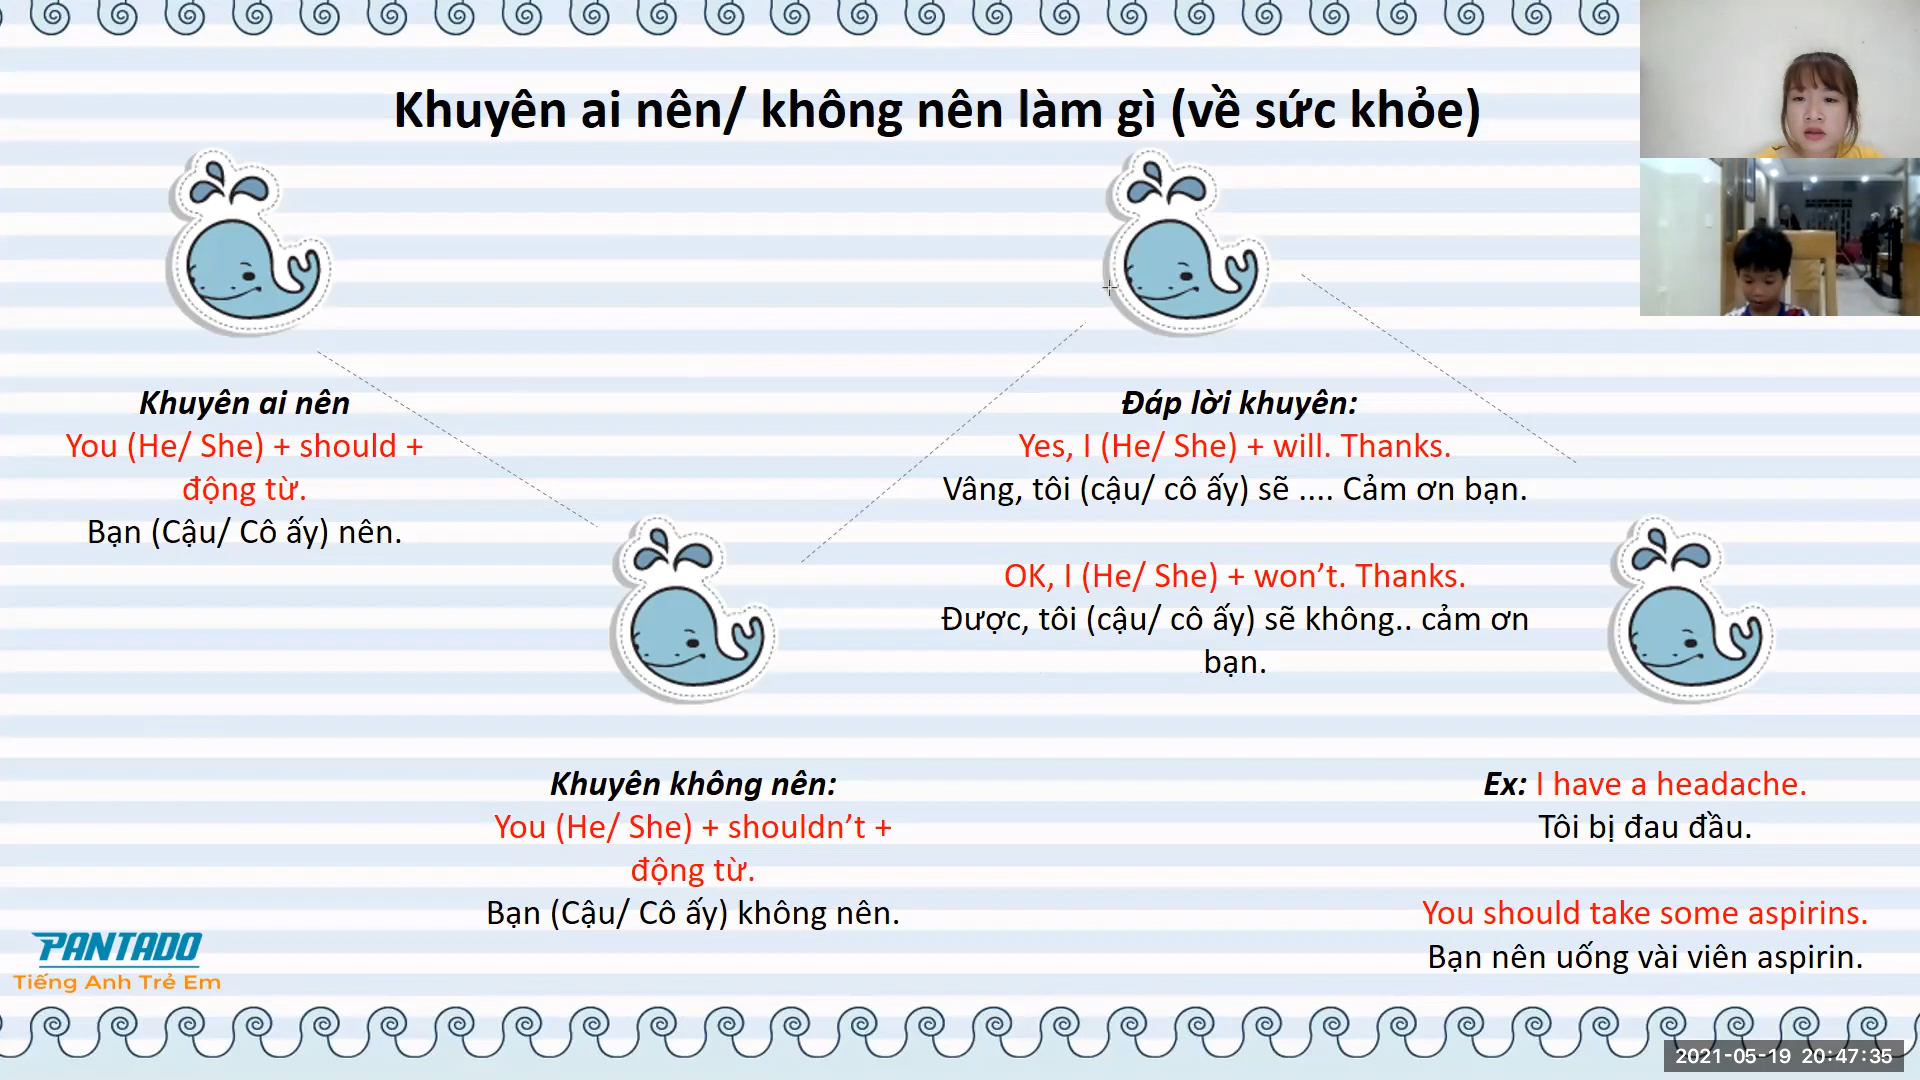 Khuyên ai nên/ không nên làm gì (về sức khỏe)
Khuyên ai nên
You (He/ She) + should +
động từ.
Bạn (Cậu/ Cô ấy) nên.
Khuyên không nên:
You (He/ She) + shouldn’t +
động từ.
Bạn (Cậu/ Cô ấy) không nên.
Đáp lời khuyên:
Yes, I (He/ She) + will. Thanks.
Vâng, tôi (cậu/ cô ấy) sẽ .... Cảm ơn bạn.
OK, I (He/ She) + won’t. Thanks.
Được, tôi (cậu/ cô ấy) sẽ không.. cảm ơn
bạn.
Ex: I have a headache.
Tôi bị đau đầu.
You should take some aspirins.
Bạn nên uống vài viên aspirin.
PANTADO
Tiếng Anh Trẻ Em
2021-05-19 20:47:35